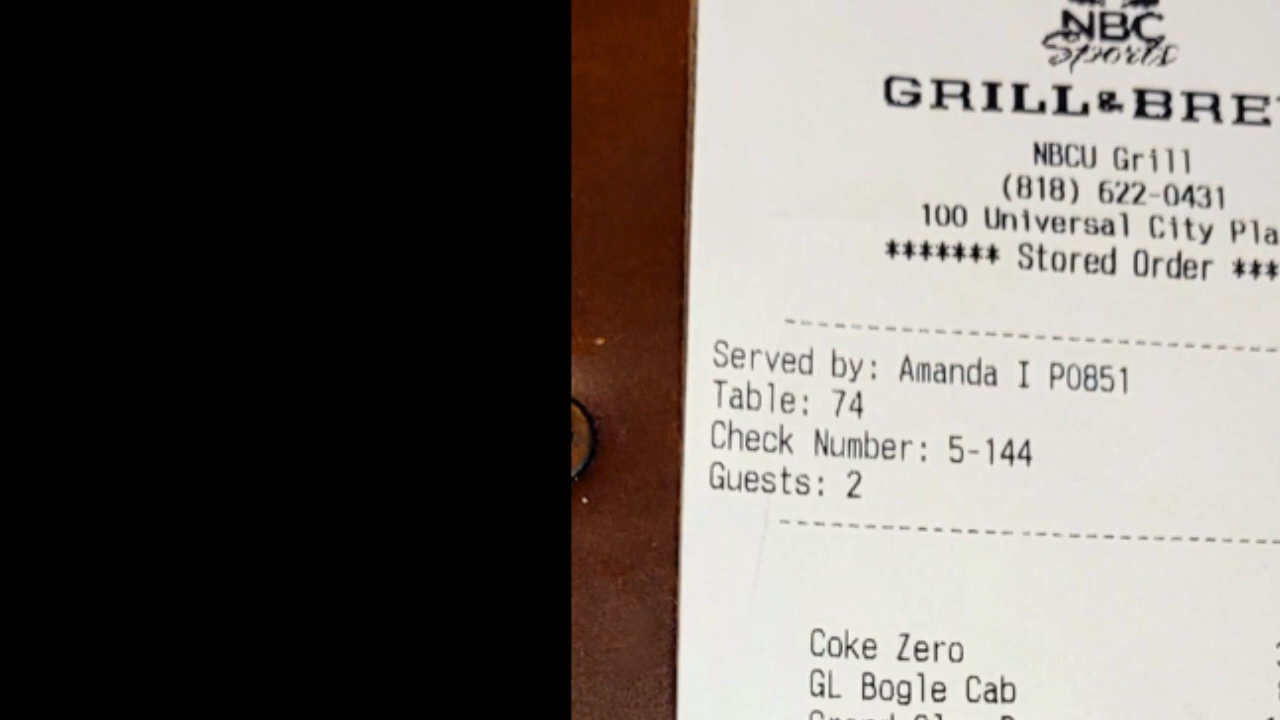 NBC
Sports
GRILL & BRE
NBCU Grill
(818) 622-0431
100 Universal City Pla
******* Stored Order ***
Served by: Amanda I P0851
Table: 74
Check Number: 5-144
Guests: 2
Coke Zero
GL Bogle Cab